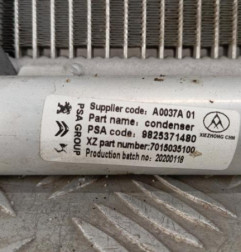 PSA GROUP
Supplier code: A0037A 01
Part name: condenser
PSA code: 9825371480
XZ part number:7015035100
Production batch no: 20200118
XIEZHONG CHN